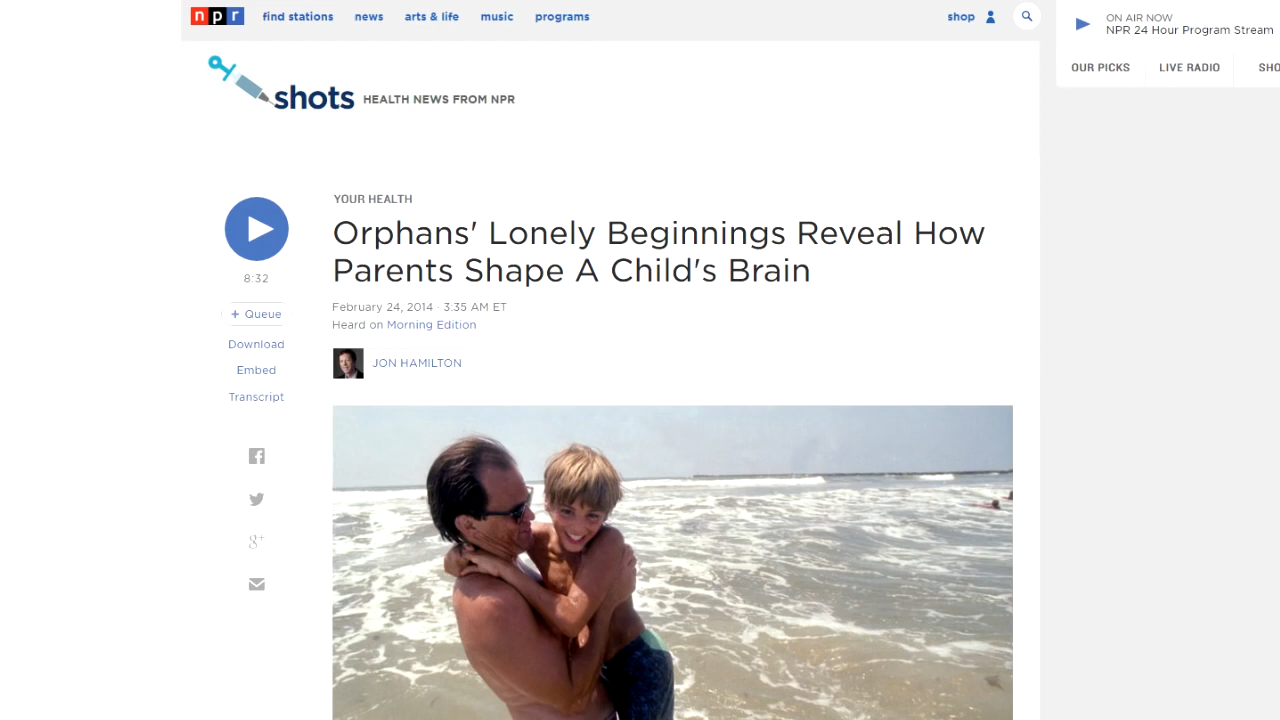 npr find stations news arts & life music programs shop
ON AIR NOW
NPR 24 Hour Program Stream
OUR PICKS LIVE RADIO SHO
shots HEALTH NEWS FROM NPR
YOUR HEALTH
Orphans' Lonely Beginnings Reveal How
Parents Shape A Child's Brain
8:32
February 24, 2014 · 3:35 AM ET
+ Queue
Heard on Morning Edition
Download
JON HAMILTON
Embed
Transcript
g+